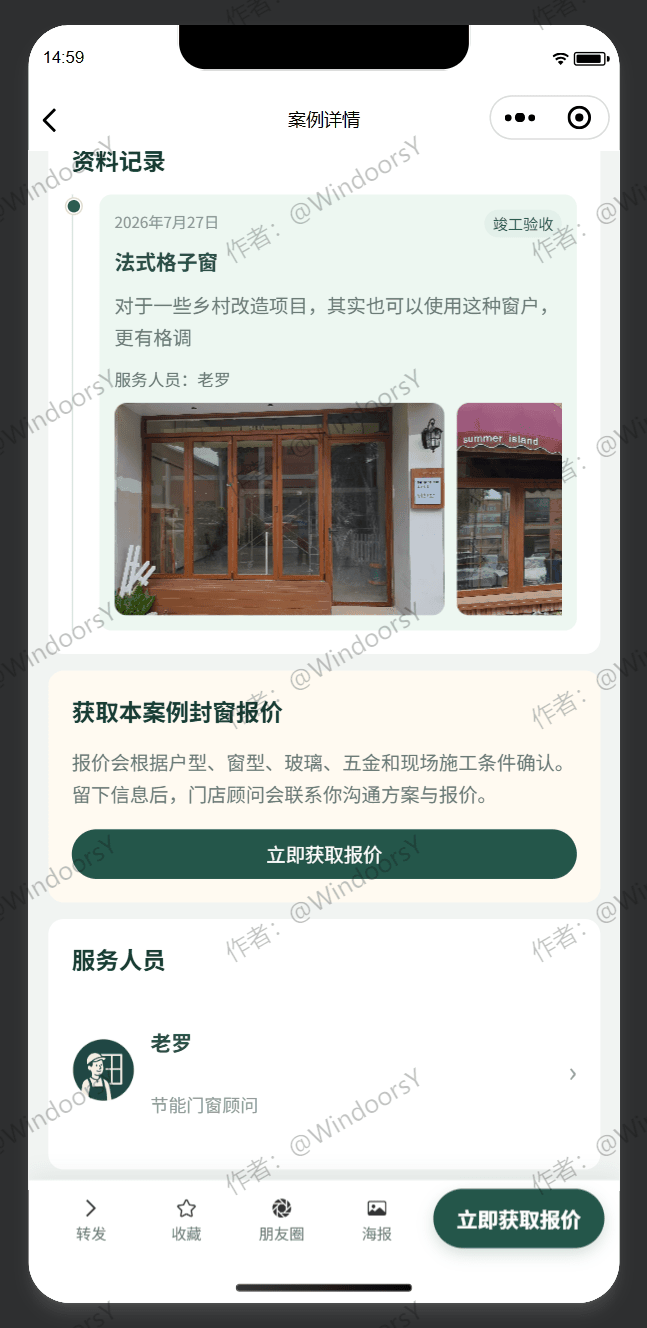 14:59
案例详情
资料记录
2026年7月27日
竣工验收
法式格子窗
对于一些乡村改造项目，其实也可以使用这种窗户，
更有格调
服务人员：老罗
summer island
获取本案例封窗报价
报价会根据户型、窗型、玻璃、五金和现场施工条件确认。
留下信息后，门店顾问会联系你沟通方案与报价。
立即获取报价
服务人员
老罗
节能门窗顾问
转发
收藏
朋友圈
海报
立即获取报价
作者：@WindoorsY